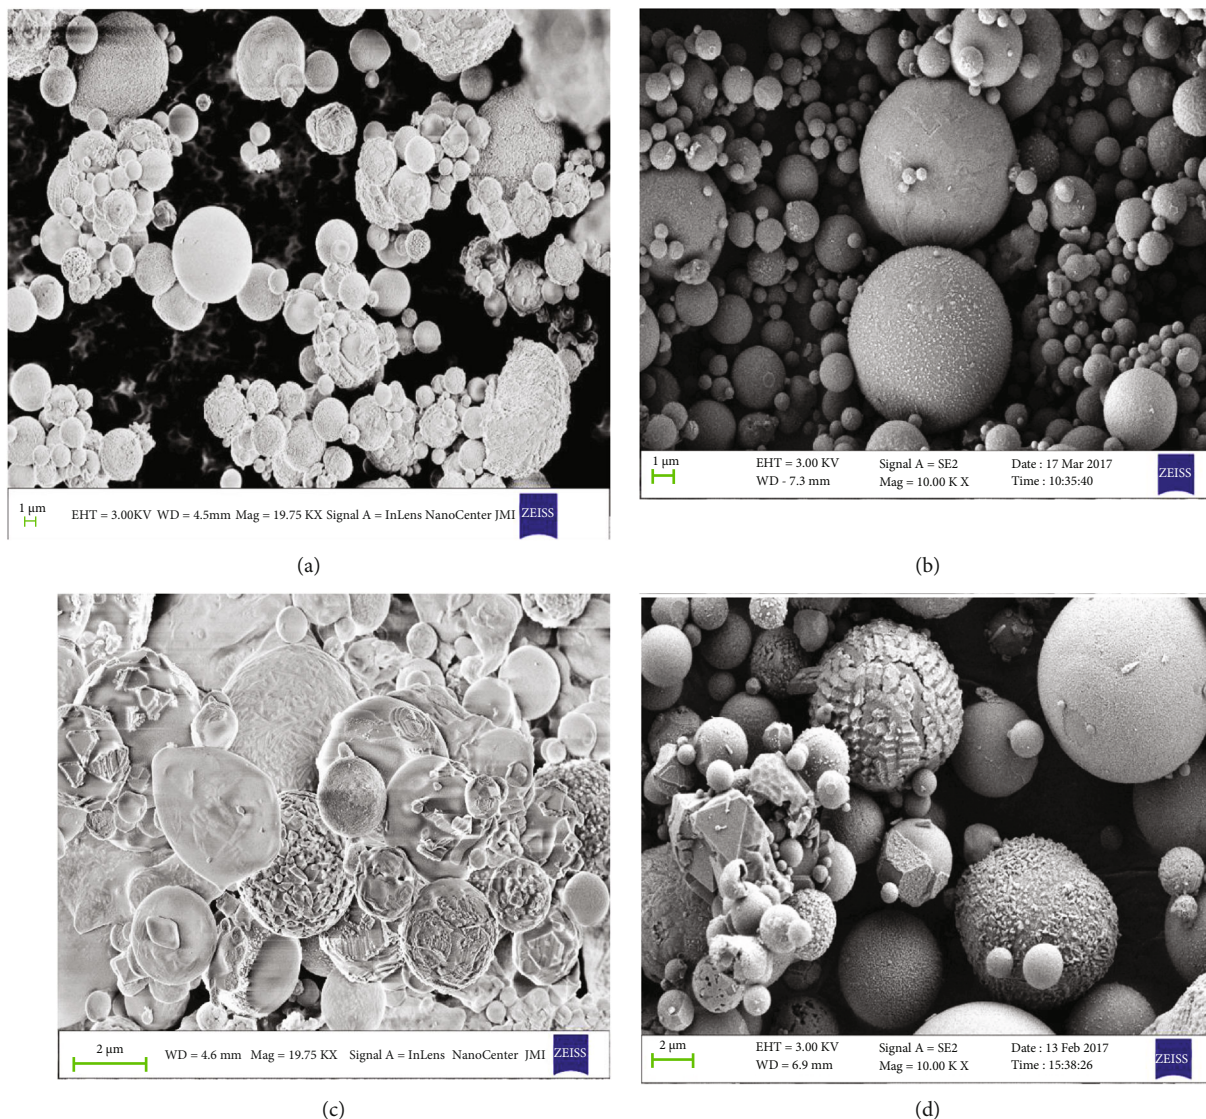 1 µm
EHT = 3.00KV WD = 4.5mm Mag = 19.75 KX Signal A = InLens NanoCenter JMI ZEISS
(a)
1 µm
EHT = 3.00 KV Signal A = SE2 Date : 17 Mar 2017
WD - 7.3 mm Mag = 10.00 K X Time : 10:35:40
ZEISS
(b)
2 µm
WD = 4.6 mm Mag = 19.75 KX Signal A = InLens NanoCenter JMI ZEISS
(c)
2 µm
EHT = 3.00 KV Signal A = SE2 Date : 13 Feb 2017
WD = 6.9 mm Mag = 10.00 K X Time : 15:38:26
ZEISS
(d)